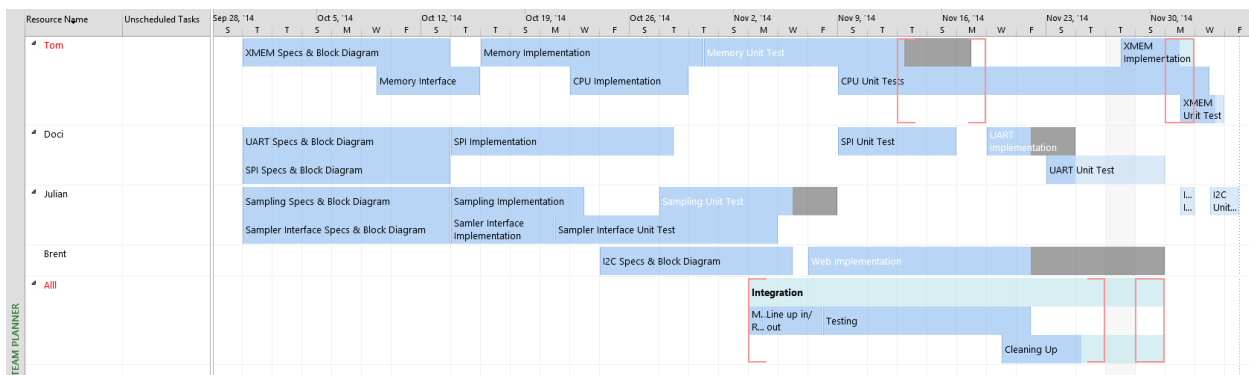 Resource Name Unscheduled Tasks Sep 28, '14 Oct 5, '14 Oct 12, '14 Oct 19, '14 Oct 26, '14 Nov 2, '14 Nov 9, '14 Nov 16, '14 Nov 23, '14 Nov 30, '14
S T T S M W F S T T S M W F S T T S M W F S T T S M W F S T T S M W F
Tom
XMEM Specs & Block Diagram
Memory Implementation
Memory Unit Test
XMEM
Implementation
Memory Interface
CPU Implementation
CPU Unit Tests
XMEM
Unit Test
Doci
UART Specs & Block Diagram
SPI Implementation
SPI Unit Test
UART
Implementation
SPI Specs & Block Diagram
UART Unit Test
Julian
Sampling Specs & Block Diagram
Sampling Implementation
Sampling Unit Test
I...
I...
I2C
Unit...
Sampler Interface Specs & Block Diagram
Samler Interface
Implementation
Sampler Interface Unit Test
Brent
I2C Specs & Block Diagram
Web Implementation
Alll
Integration
M...
R...
Line up in/
out
Testing
Cleaning Up
TEAM PLANNER